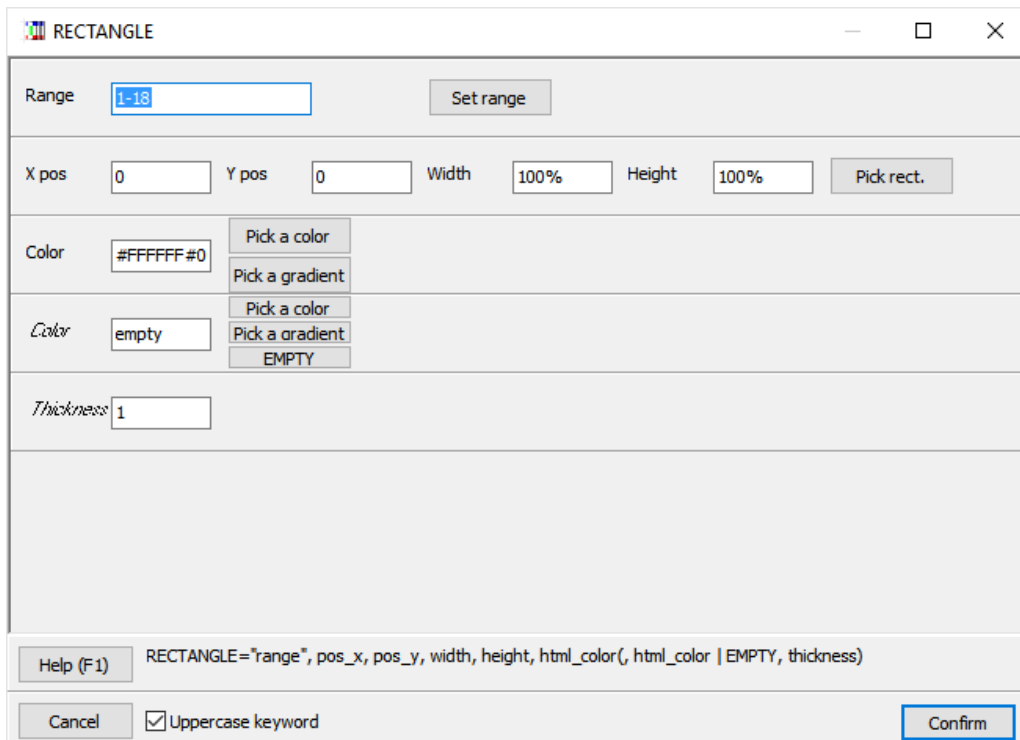 RECTANGLE
Range 1-18 Set range
X pos 0 Y pos 0 Width 100% Height 100% Pick rect.
Color #FFFFFF#0 Pick a color
Pick a gradient
Color empty Pick a color
Pick a gradient
EMPTY
Thickness 1
Help (F1) RECTANGLE="range", pos_x, pos_y, width, height, html_color(, html_color | EMPTY, thickness)
Cancel Uppercase keyword Confirm